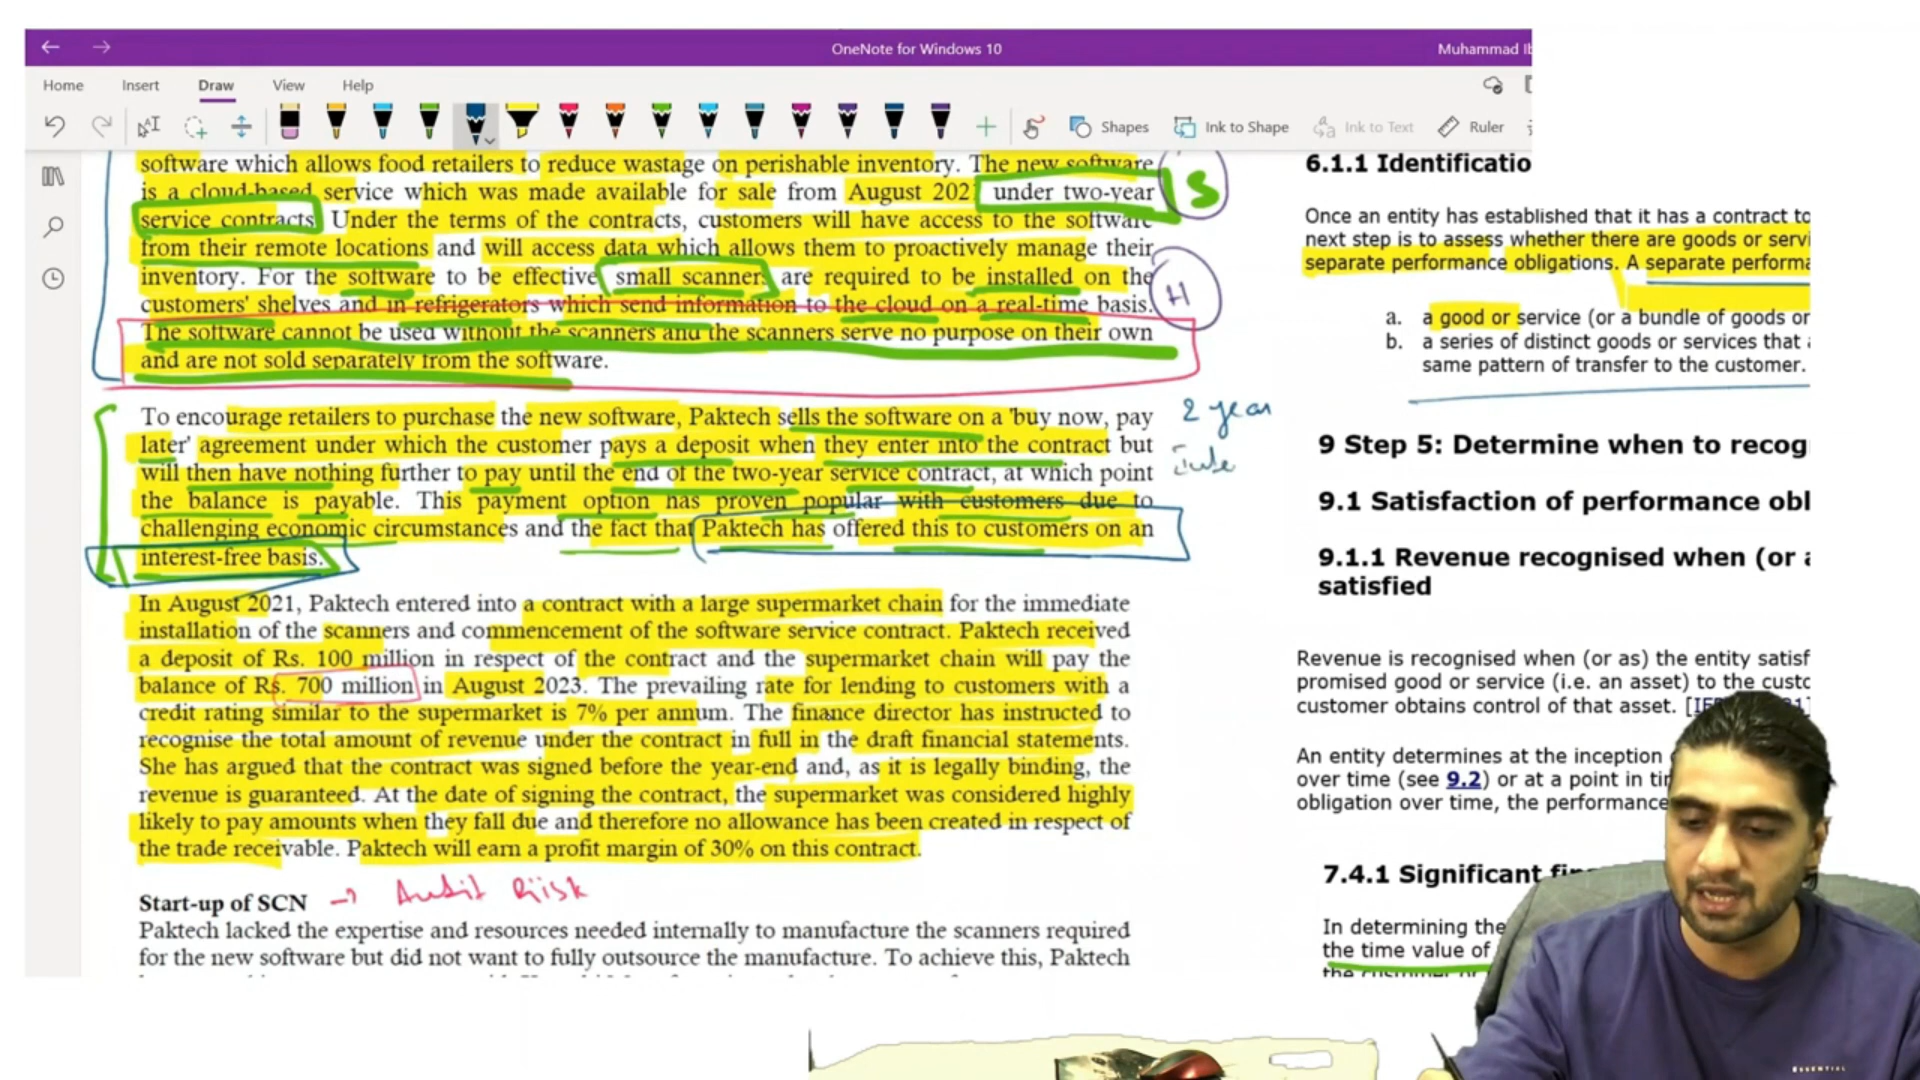 OneNote for Windows 10
Muhammad Ib
Home Insert Draw View Help
Shapes Ink to Shape Ink to Text Ruler
software which allows food retailers to reduce wastage on perishable inventory. The new software
is a cloud-based service which was made available for sale from August 202 under two-year
service contracts. Under the terms of the contracts, customers will have access to the software
from their remote locations and will access data which allows them to proactively manage their
inventory. For the software to be effective small scanners are required to be installed on the
customers' shelves and in refrigerators which send information to the cloud on a real-time basis.
The software cannot be used without the scanners and the scanners serve no purpose on their own
and are not sold separately from the software.
S
H
To encourage retailers to purchase the new software, Paktech sells the software on a 'buy now, pay
later' agreement under which the customer pays a deposit when they enter into the contract but
will then have nothing further to pay until the end of the two-year service contract, at which point
the balance is payable. This payment option has proven popular with customers due to
challenging economic circumstances and the fact that Paktech has offered this to customers on an
interest-free basis.
2 year
In August 2021, Paktech entered into a contract with a large supermarket chain for the immediate
installation of the scanners and commencement of the software service contract. Paktech received
a deposit of Rs. 100 million in respect of the contract and the supermarket chain will pay the
balance of Rs. 700 million in August 2023. The prevailing rate for lending to customers with a
credit rating similar to the supermarket is 7% per annum. The finance director has instructed to
recognise the total amount of revenue under the contract in full in the draft financial statements.
She has argued that the contract was signed before the year-end and, as it is legally binding, the
revenue is guaranteed. At the date of signing the contract, the supermarket was considered highly
likely to pay amounts when they fall due and therefore no allowance has been created in respect of
the trade receivable. Paktech will earn a profit margin of 30% on this contract.
Start-up of SCN → Audit Risk
Paktech lacked the expertise and resources needed internally to manufacture the scanners required
for the new software but did not want to fully outsource the manufacture. To achieve this, Paktech
6.1.1 Identificatio
Once an entity has established that it has a contract to
next step is to assess whether there are goods or servi
separate performance obligations. A separate performa
a. a good or service (or a bundle of goods or
b. a series of distinct goods or services that
same pattern of transfer to the customer.
9 Step 5: Determine when to recog
9.1 Satisfaction of performance obl
9.1.1 Revenue recognised when (or
satisfied
Revenue is recognised when (or as) the entity satisf
promised good or service (i.e. an asset) to the custo
customer obtains control of that asset.
An entity determines at the inception
over time (see 9.2) or at a point in ti
obligation over time, the performance
7.4.1 Significant
In determining the
the time value of
ESSENTIAL